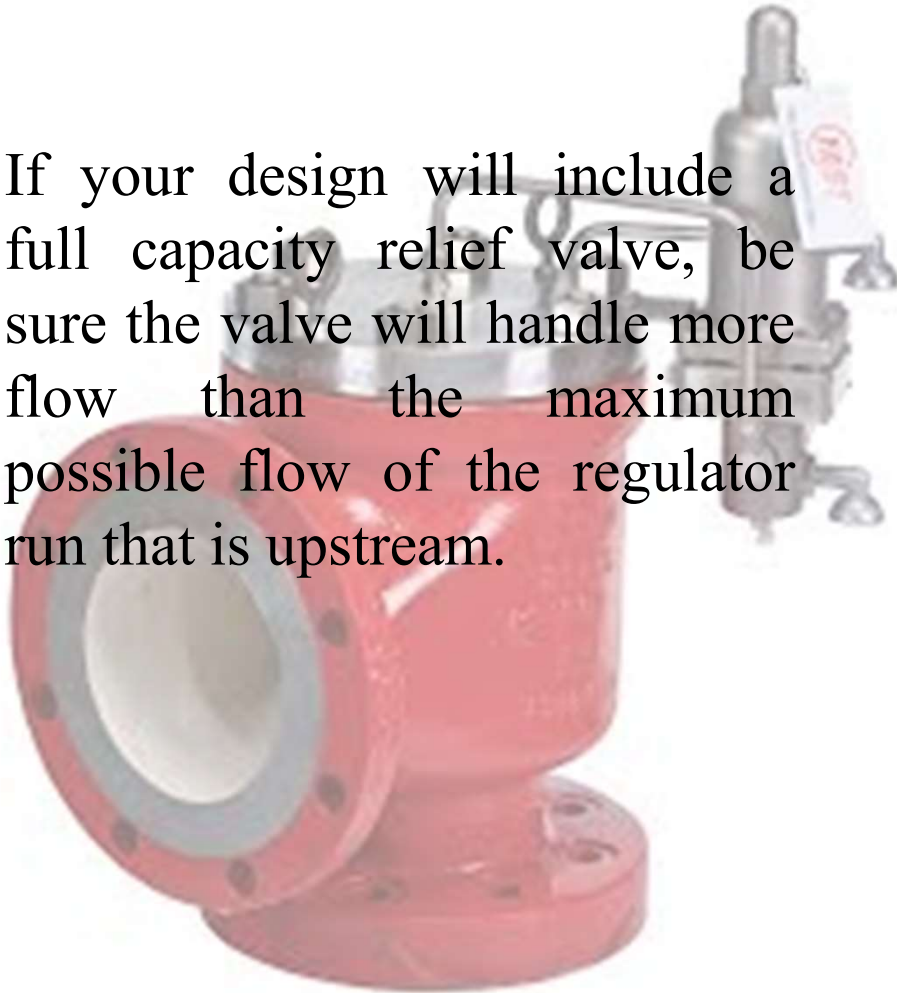 If your design will include a
full capacity relief valve, be
sure the valve will handle more
flow than the maximum
possible flow of the regulator
run that is upstream.